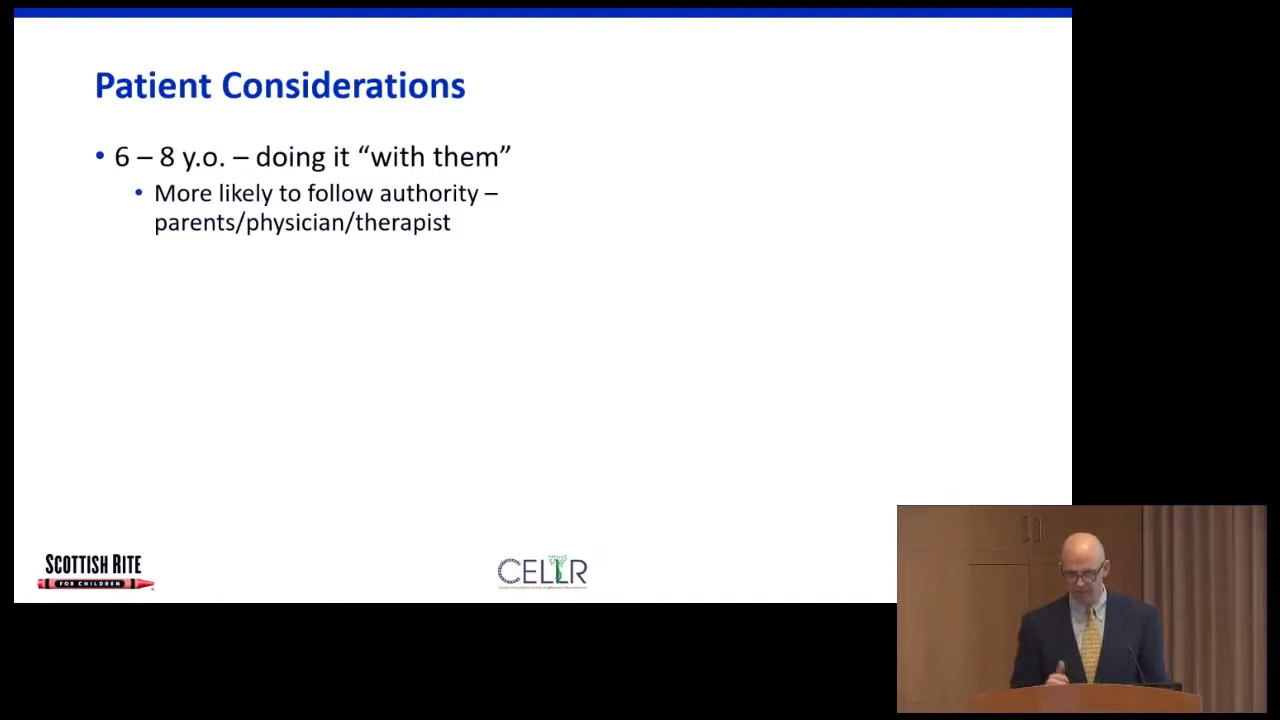 Patient Considerations
• 6 – 8 y.o. – doing it “with them”
• More likely to follow authority –
parents/physician/therapist
SCOTTISH RITE
FOR CHILDREN
CELLR